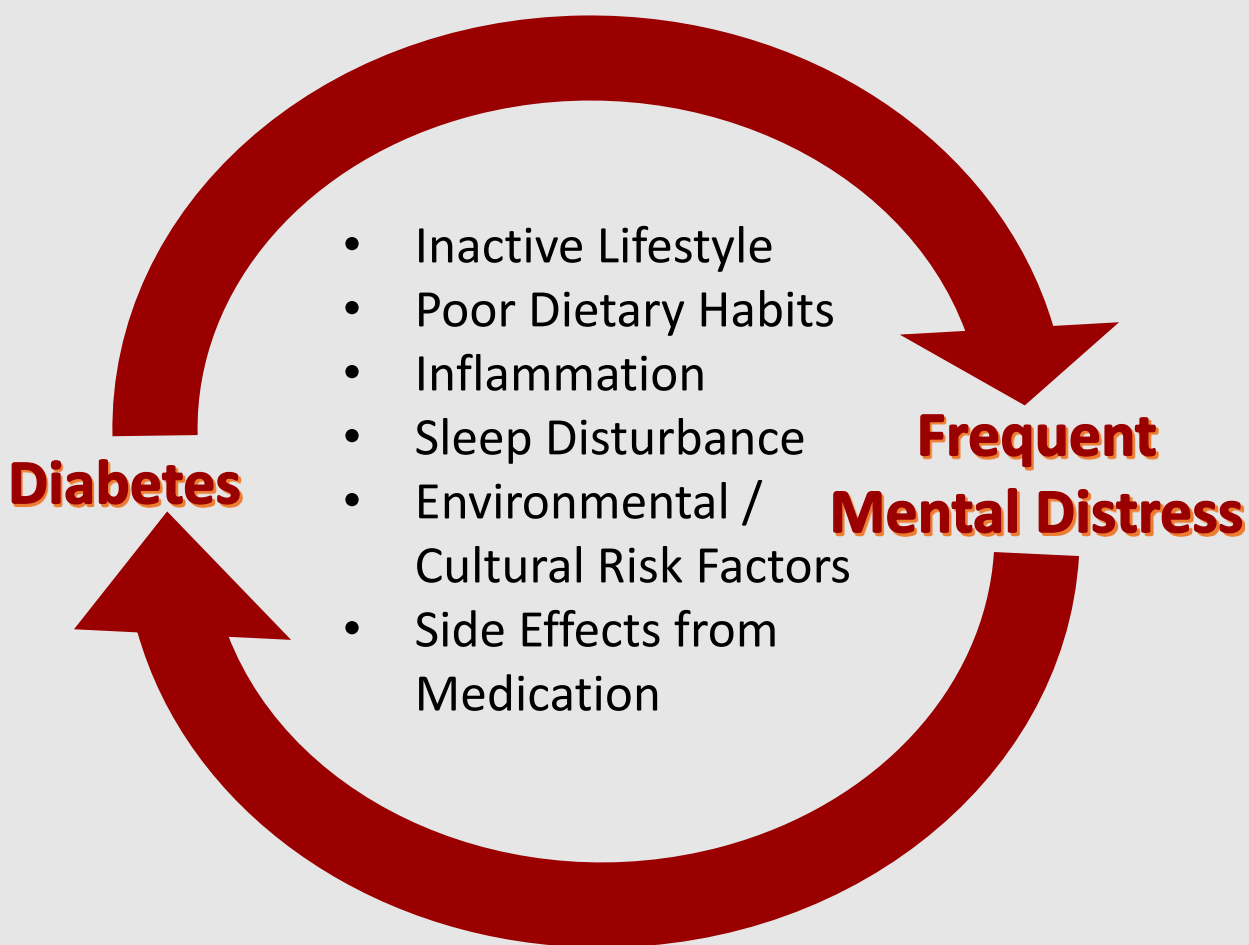 • Inactive Lifestyle
• Poor Dietary Habits
• Inflammation
• Sleep Disturbance
• Environmental /
Cultural Risk Factors
• Side Effects from
Medication
Diabetes
Frequent
Mental Distress